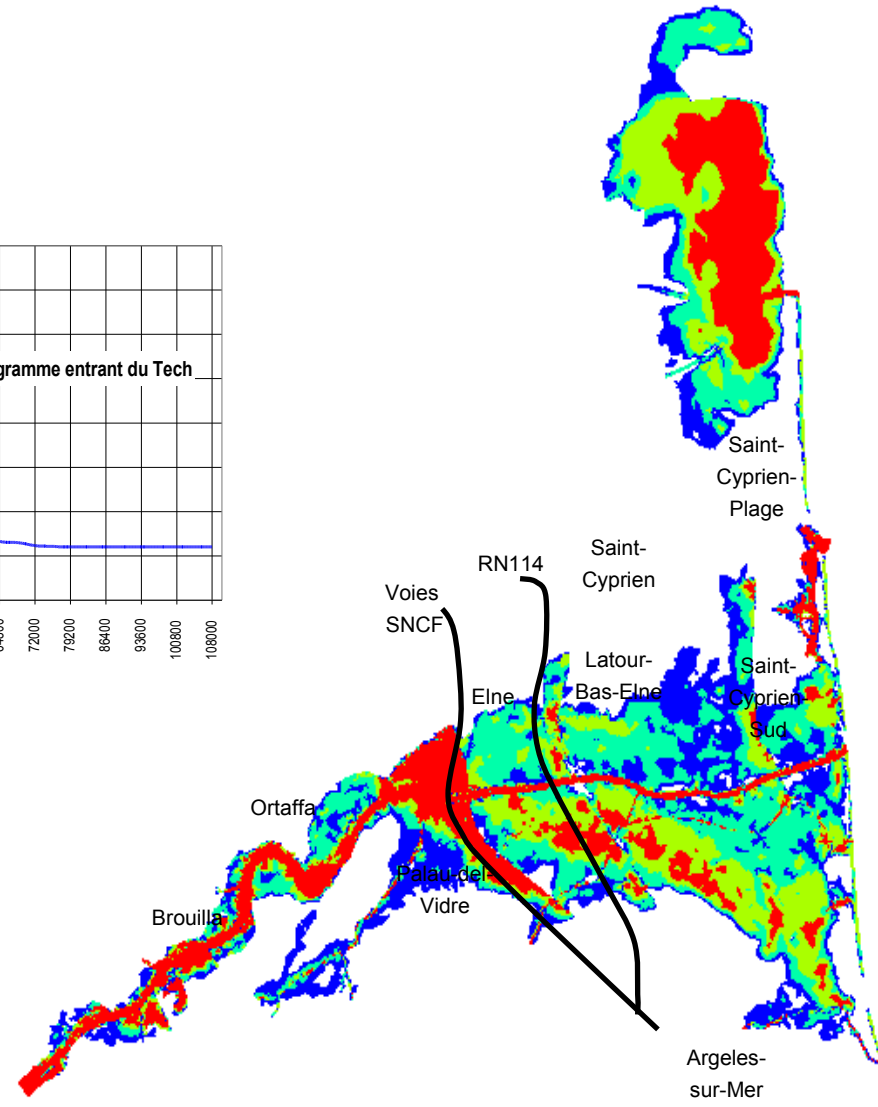 gramme entrant du Tech
72000
79200
86400
93600
100800
108000
Saint-
Cyprien-
Plage
Saint-
Cyprien
RN114
Voies
SNCF
Latour-
Bas-Elne
Saint-
Cyprien-
Sud
Elne
Ortaffa
Palau del
Vidre
Brouilla
Argeles-
sur-Mer